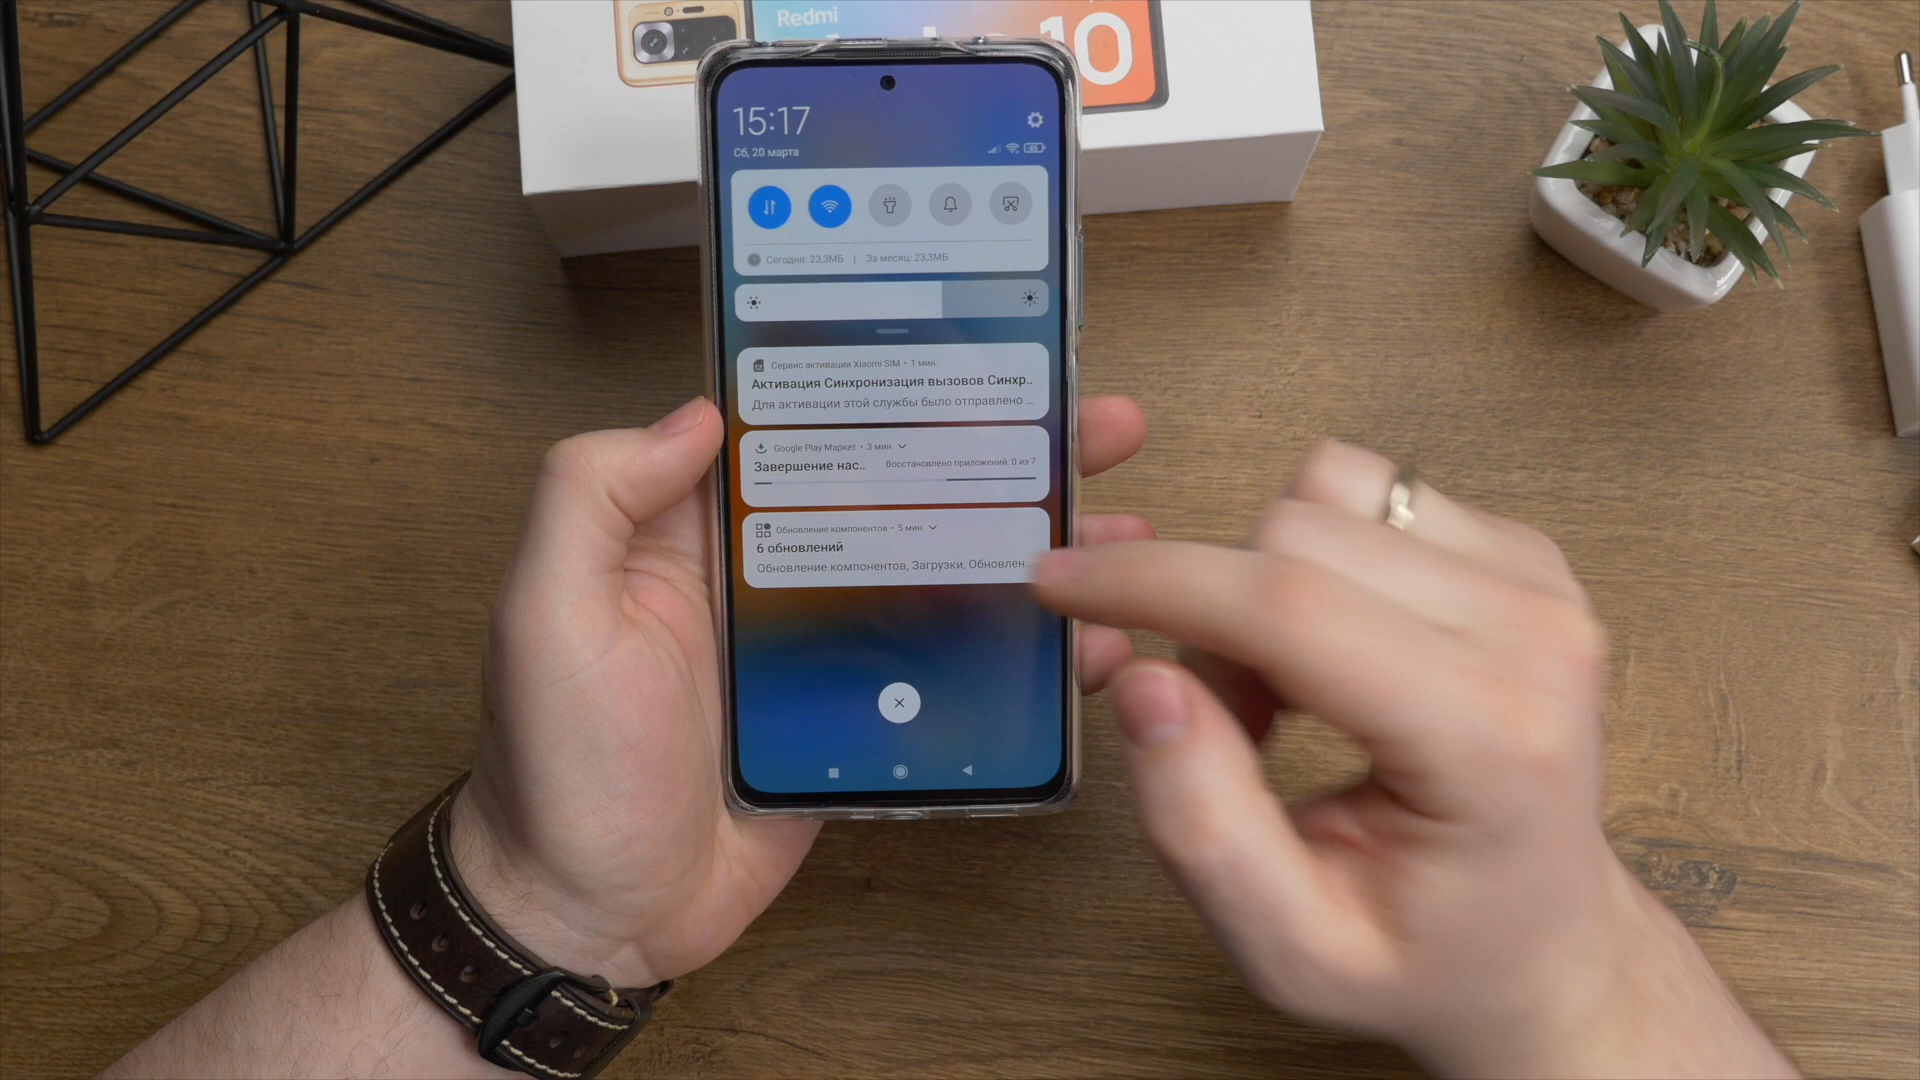 Redmi
10
15:17
Сб, 20 марта
Сегодня: 23,3МБ | За месяц: 23,3МБ
Сервис активации Xiaomi SIM • 1 мин.
Активация Синхронизация вызовов Синхр..
Для активации этой службы было отправлено ...
Google Play Маркет • 3 мин.
Завершение нас.. Восстановлено приложений: 0 из 7
Обновление компонентов • 5 мин.
6 обновлений
Обновление компонентов, Загрузки, Обновлен...